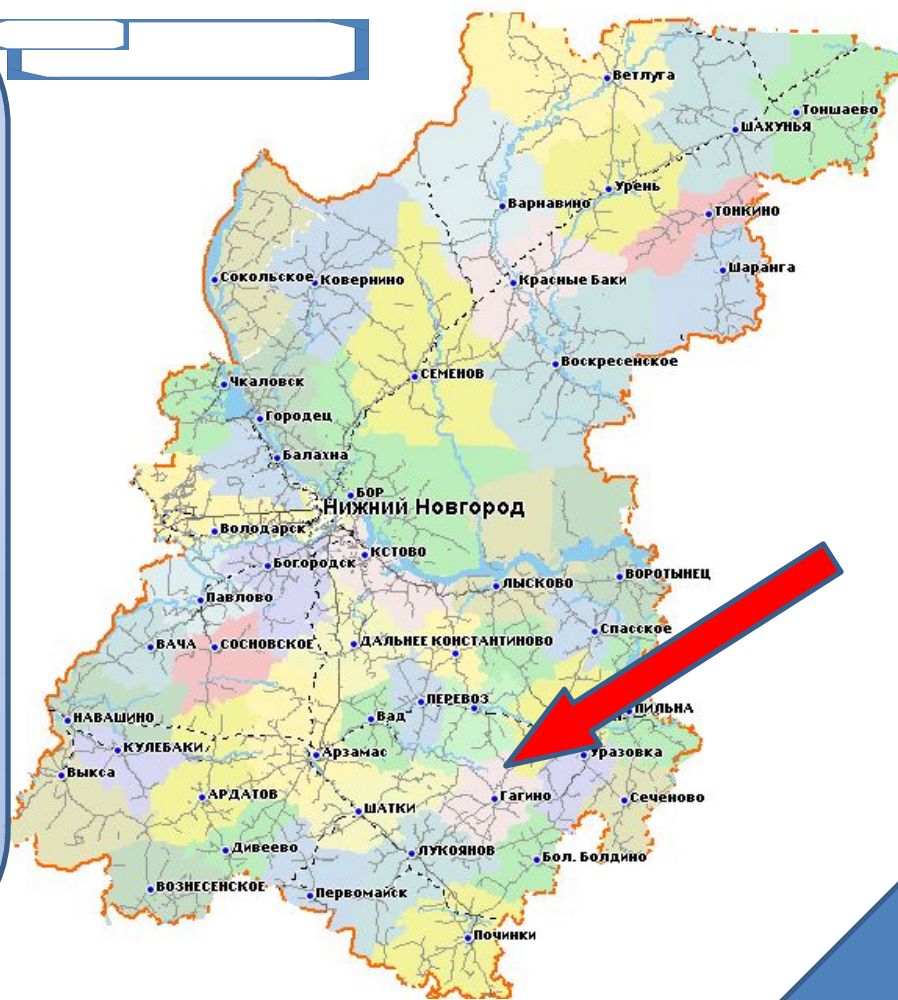 Ветлуга
Тоншаево
ШАХУНЬЯ
Урень
Варнавино
ТОНКИНО
Шаранга
Сокольское
Ковернино
Красные Баки
Воскресенское
СЕМЕНОВ
Чкаловск
Городец
Балахна
БОР
Нижний Новгород
Володарск
КСТОВО
Богородск
ВОРОТЫНЕЦ
ЛЫСКОВО
Павлово
Спасское
ВАЧА
СОСНОВСКОЕ
ДАЛЬНЕЕ КОНСТАНТИНОВО
ПЕРЕВОЗ
ПИЛЬНА
НАВАШИНО
Вад
КУЛЕБАКИ
Арзамас
Уразовка
Выкса
АРДАТОВ
Гагино
Сеченово
ШАТКИ
Дивеево
ЛУКОЯНОВ
Бол. Болдино
ВОЗНЕСЕНСКОЕ
Первомайск
Починки